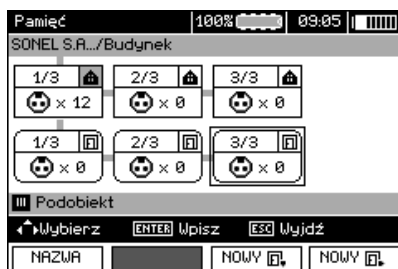 Pamięć 100% 09:05
SONEL S.A.../Budynek
1/3 2/3 3/3
× 12 × 0 × 0
1/3 2/3 3/3
× 0 × 0 × 0
Podobiekt
Wybierz ENTER Wpisz ESC Wyjdź
NAZWA NOWY NOWY